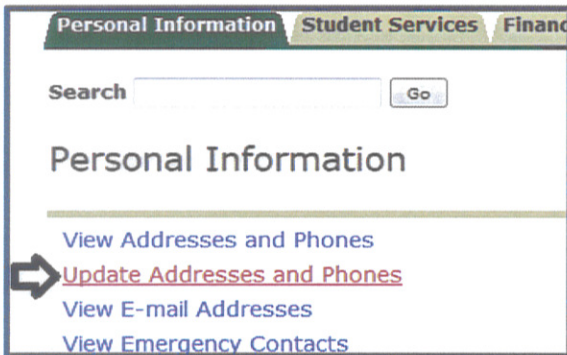 Personal Information Student Services Financ
Search Go
Personal Information
View Addresses and Phones
Update Addresses and Phones
View E-mail Addresses
View Emergency Contacts